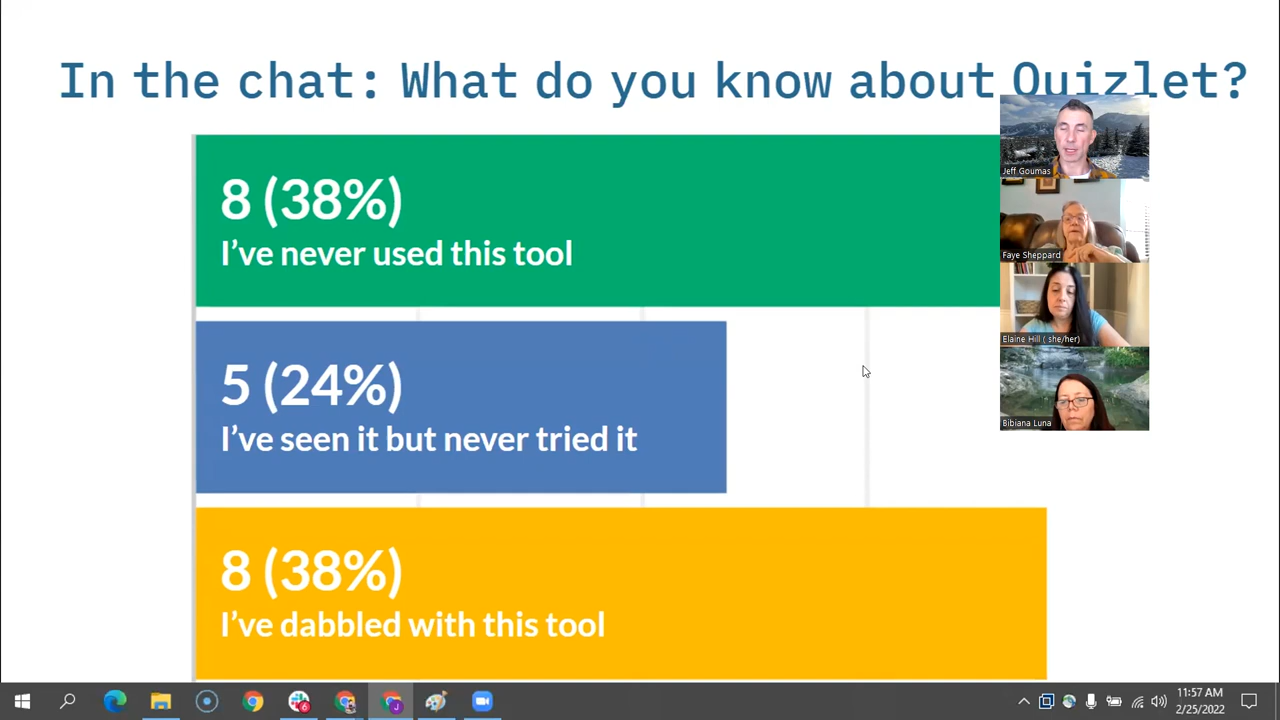 In the chat: What do you know about Quizlet?
8 (38%)
I've never used this tool
5 (24%)
I've seen it but never tried it
8 (38%)
I've dabbled with this tool
Jeff Goumas
Faye Sheppard
Elaine Hill ( she/her)
Bibiana Luna
6
J
11:57 AM
2/25/2022